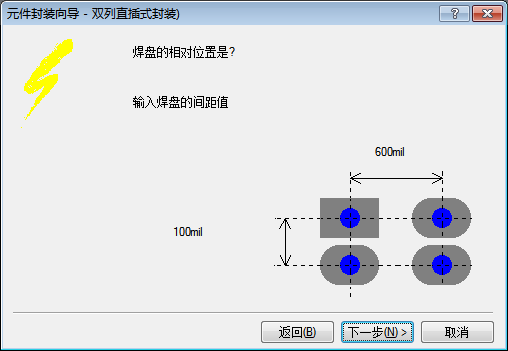 元件封装向导 - 双列直插式封装)
焊盘的相对位置是?
输入焊盘的间距值
600mil
100mil
返回(B)
下一步(N) >
取消